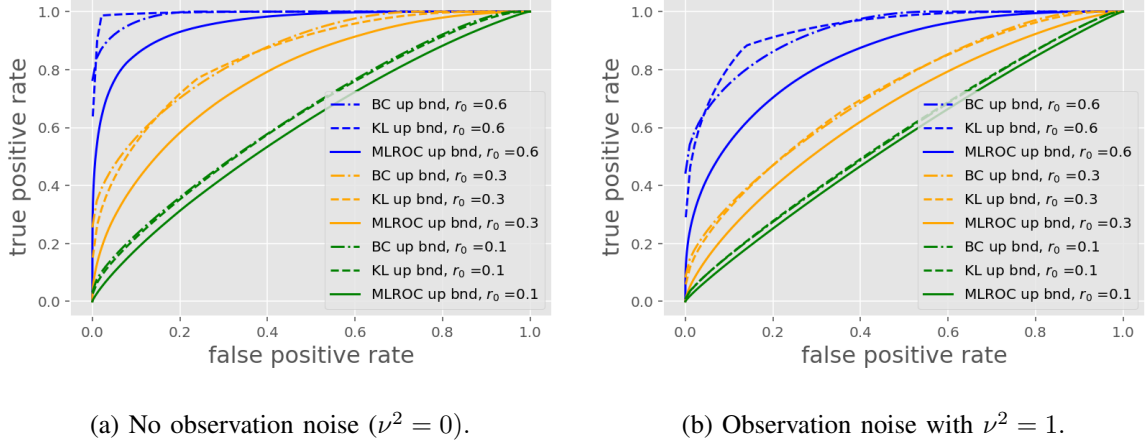 1.0
0.8
0.6
0.4
0.2
0.0
0.0 0.2 0.4 0.6 0.8 1.0
true positive rate
false positive rate
BC up bnd, r₀ =0.6
KL up bnd, r₀ =0.6
MLROC up bnd, r₀ =0.6
BC up bnd, r₀ =0.3
KL up bnd, r₀ =0.3
MLROC up bnd, r₀ =0.3
BC up bnd, r₀ =0.1
KL up bnd, r₀ =0.1
MLROC up bnd, r₀ =0.1
(a) No observation noise (ν² = 0).
1.0
0.8
0.6
0.4
0.2
0.0
0.0 0.2 0.4 0.6 0.8 1.0
true positive rate
false positive rate
BC up bnd, r₀ =0.6
KL up bnd, r₀ =0.6
MLROC up bnd, r₀ =0.6
BC up bnd, r₀ =0.3
KL up bnd, r₀ =0.3
MLROC up bnd, r₀ =0.3
BC up bnd, r₀ =0.1
KL up bnd, r₀ =0.1
MLROC up bnd, r₀ =0.1
(b) Observation noise with ν² = 1.